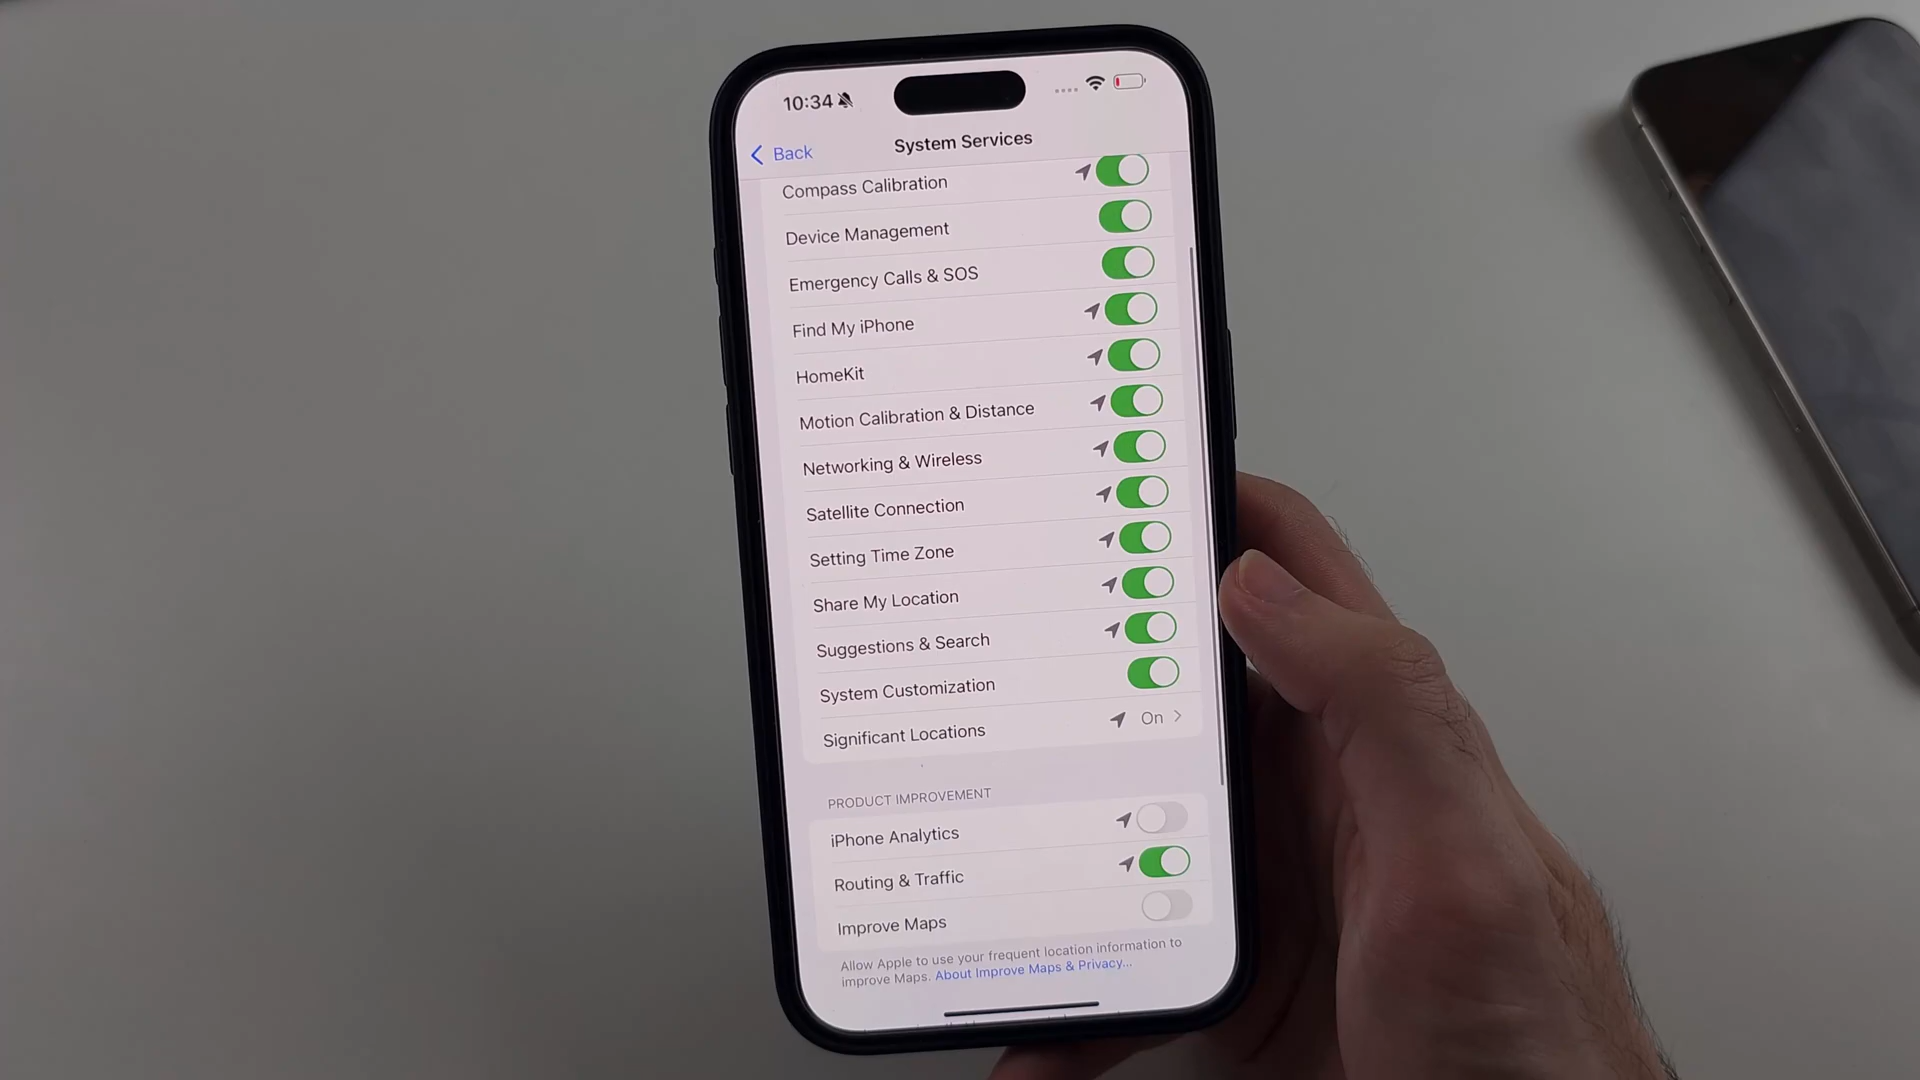 10:34
Back
System Services
Compass Calibration
Device Management
Emergency Calls & SOS
Find My iPhone
HomeKit
Motion Calibration & Distance
Networking & Wireless
Satellite Connection
Setting Time Zone
Share My Location
Suggestions & Search
System Customization
Significant Locations On
PRODUCT IMPROVEMENT
iPhone Analytics
Routing & Traffic
Improve Maps
Allow Apple to use your frequent location information to
improve Maps. About Improve Maps & Privacy...